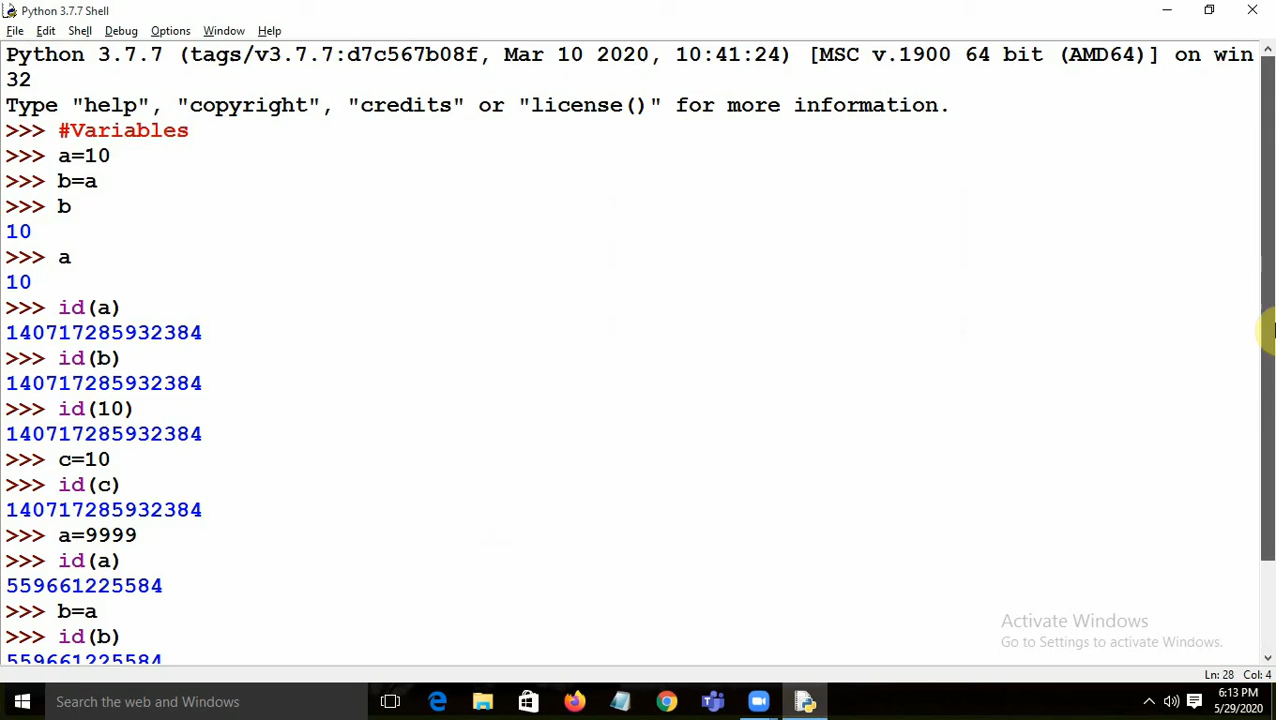 Python 3.7.7 Shell
File Edit Shell Debug Options Window Help
Python 3.7.7 (tags/v3.7.7:d7c567b08f, Mar 10 2020, 10:41:24) [MSC v.1900 64 bit (AMD64)] on win
32
Type "help", "copyright", "credits" or "license()" for more information.
>>> #Variables
>>> a=10
>>> b=a
>>> b
10
>>> a
10
>>> id(a)
140717285932384
>>> id(b)
140717285932384
>>> id(10)
140717285932384
>>> c=10
>>> id(c)
140717285932384
>>> a=9999
>>> id(a)
559661225584
>>> b=a
>>> id(b)
559661225584
Activate Windows
Go to Settings to activate Windows.
Ln: 28 Col: 4
Search the web and Windows
6:13 PM
5/29/2020